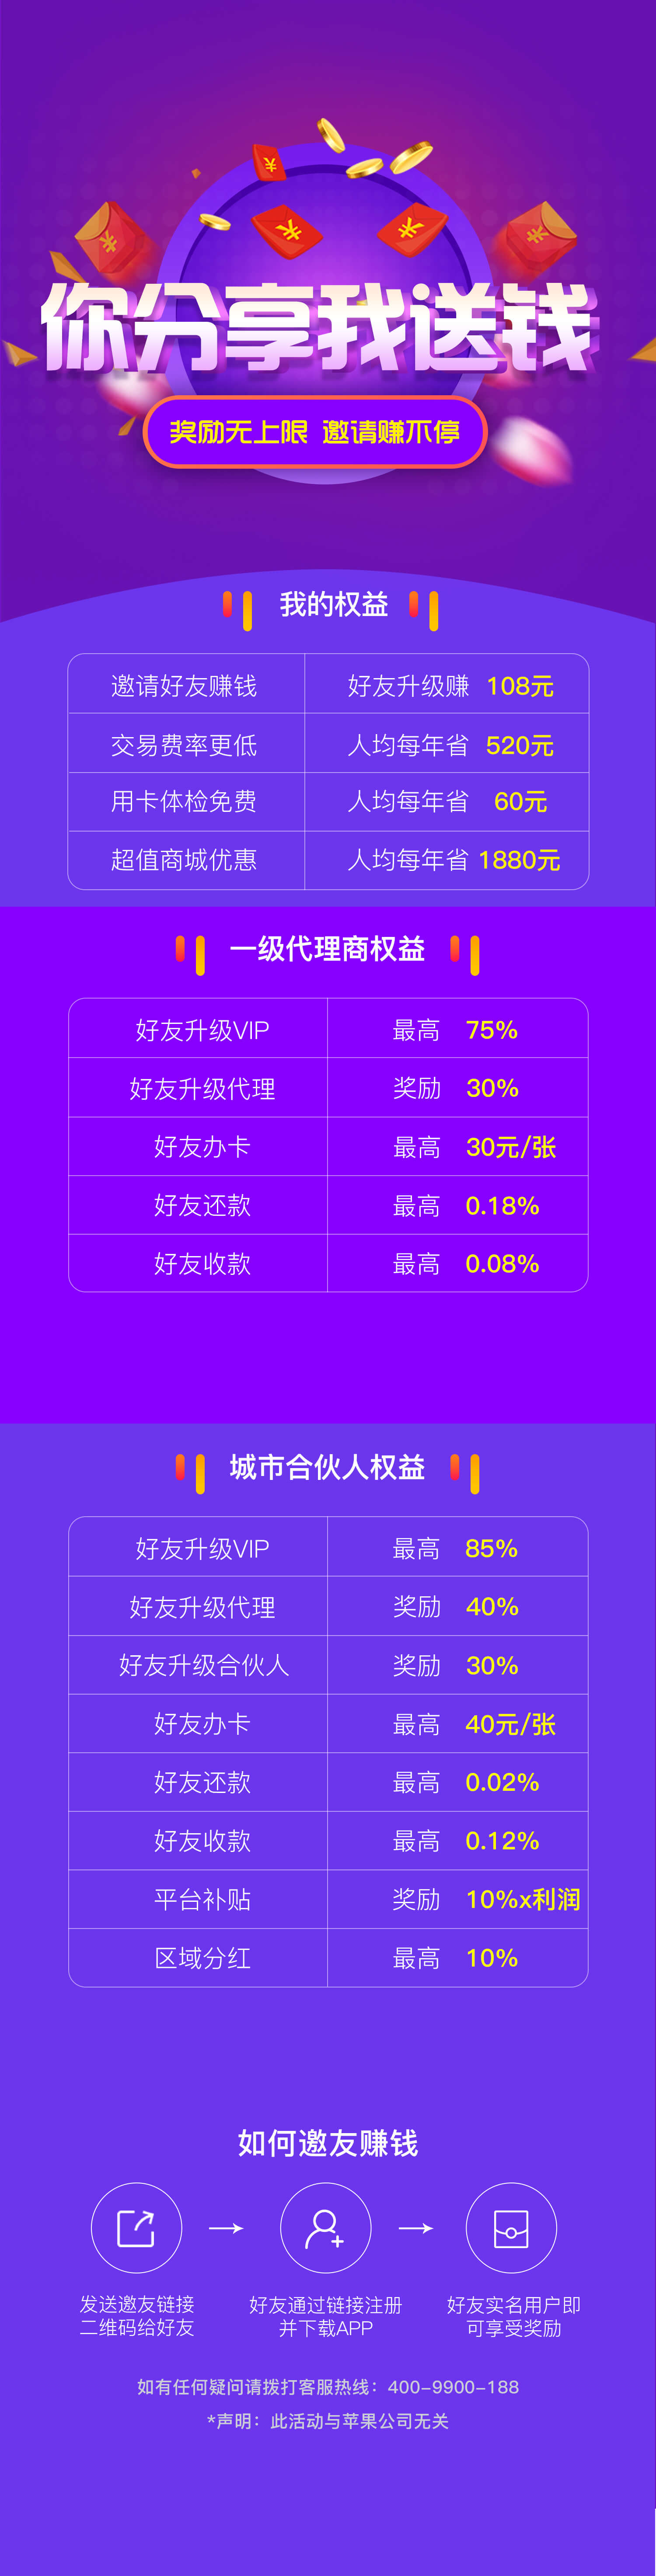 你分享我送钱
奖励无上限 邀请赚不停
我的权益
邀请好友赚钱 好友升级赚 108元
交易费率更低 人均每年省 520元
用卡体检免费 人均每年省 60元
超值商城优惠 人均每年省 1880元
一级代理商权益
好友升级VIP 最高 75%
好友升级代理 奖励 30%
好友办卡 最高 30元/张
好友还款 最高 0.18%
好友收款 最高 0.08%
城市合伙人权益
好友升级VIP 最高 85%
好友升级代理 奖励 40%
好友升级合伙人 奖励 30%
好友办卡 最高 40元/张
好友还款 最高 0.02%
好友收款 最高 0.12%
平台补贴 奖励 10%x利润
区域分红 最高 10%
如何邀友赚钱
发送邀友链接 好友通过链接注册 好友实名用户即
二维码给好友 并下载APP 可享受奖励
如有任何疑问请拨打客服热线：400-9900-188
*声明：此活动与苹果公司无关